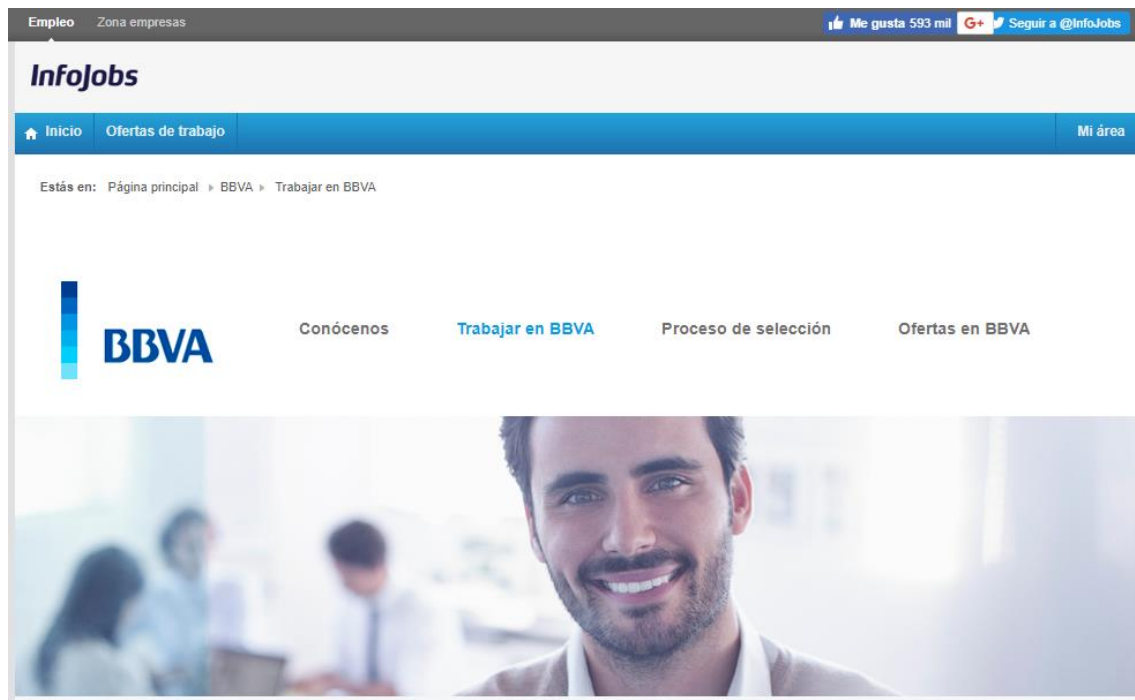 Empleo Zona empresas Me gusta 593 mil G+ Seguir a @InfoJobs
InfoJobs
Inicio Ofertas de trabajo Mi área
Estás en: Página principal BBVA Trabajar en BBVA
BBVA Conócenos Trabajar en BBVA Proceso de selección Ofertas en BBVA